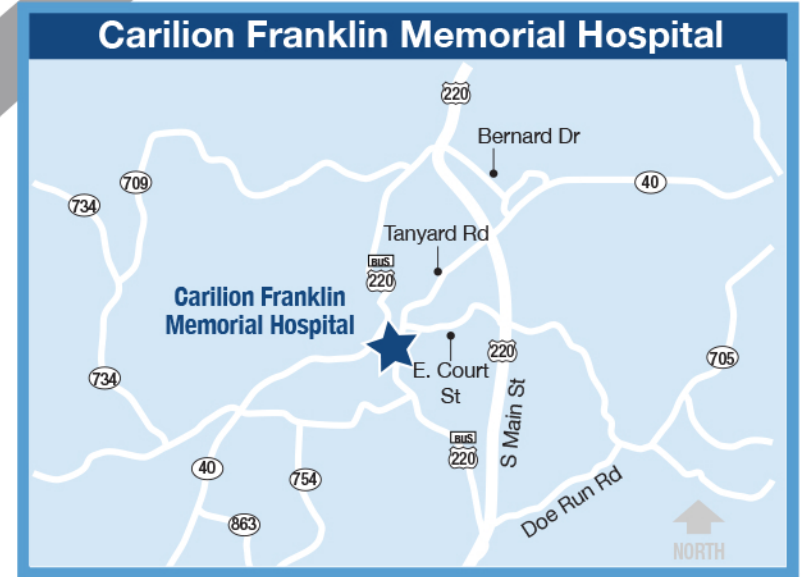 Carilion Franklin Memorial Hospital
220
Bernard Dr
709
40
734
Tanyard Rd
BUS
220
Carilion Franklin
Memorial Hospital
220
705
734
E. Court
St
S Main St
BUS
220
40
754
Doe Run Rd
863
NORTH